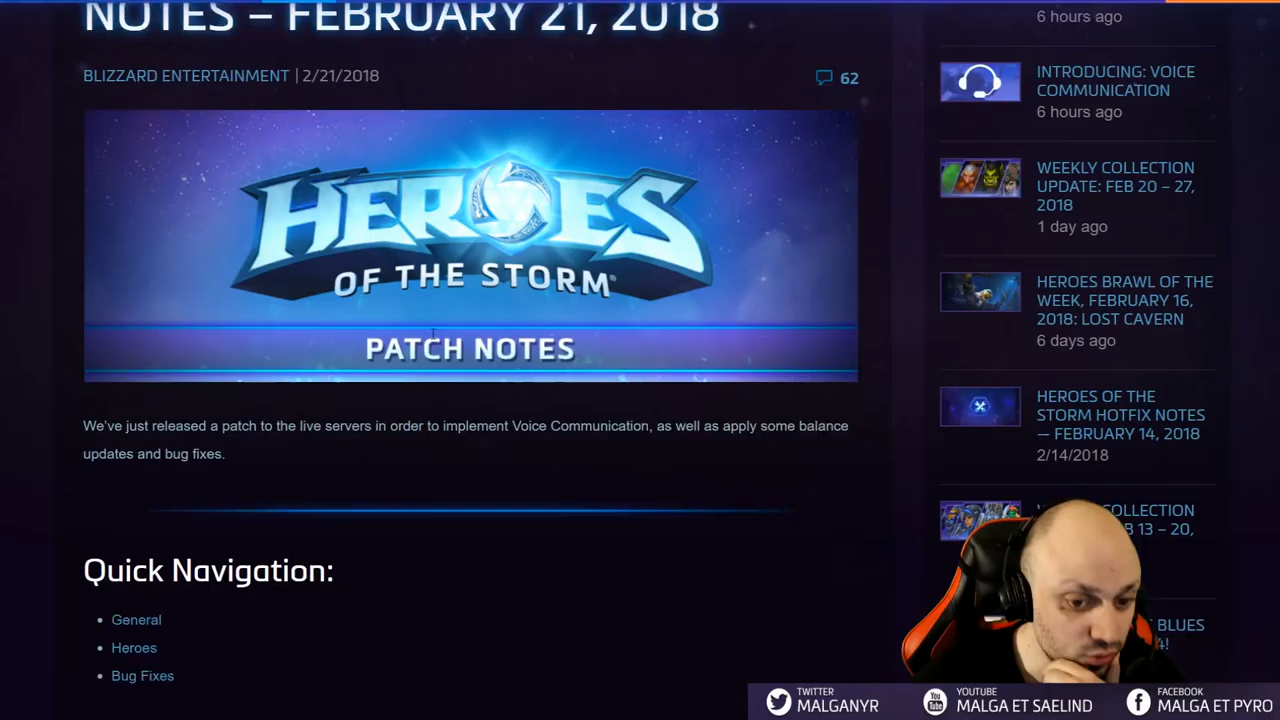 NOTES – FEBRUARY 21, 2018
BLIZZARD ENTERTAINMENT | 2/21/2018
62
HEROES
OF THE STORM
PATCH NOTES
We've just released a patch to the live servers in order to implement Voice Communication, as well as apply some balance
updates and bug fixes.
Quick Navigation:
• General
• Heroes
• Bug Fixes
6 hours ago
INTRODUCING: VOICE
COMMUNICATION
6 hours ago
WEEKLY COLLECTION
UPDATE: FEB 20 – 27,
2018
1 day ago
HEROES BRAWL OF THE
WEEK, FEBRUARY 16,
2018: LOST CAVERN
6 days ago
HEROES OF THE
STORM HOTFIX NOTES
— FEBRUARY 14, 2018
2/14/2018
COLLECTION
13 – 20,
BLUES
TWITTER
MALGANYR
YOUTUBE
MALGA ET SAELIND
FACEBOOK
MALGA ET PYRO